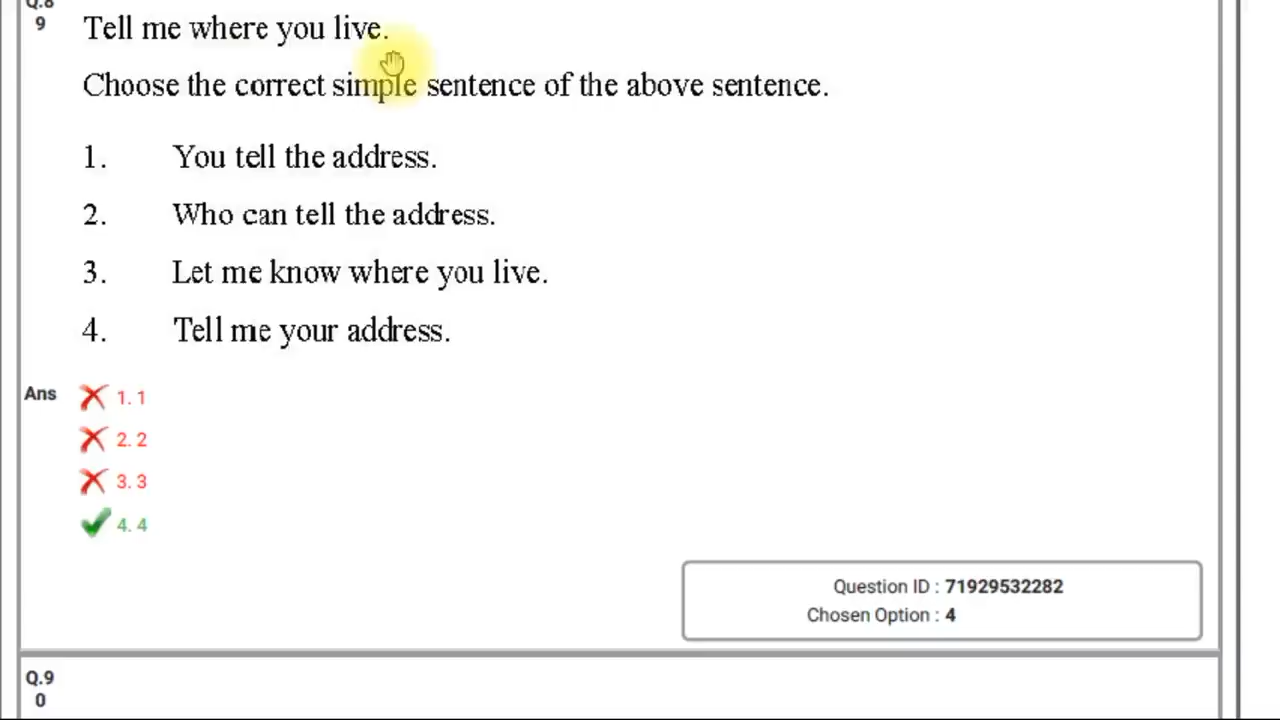 Q.8
9 Tell me where you live.
Choose the correct simple sentence of the above sentence.
1. You tell the address.
2. Who can tell the address.
3. Let me know where you live.
4. Tell me your address.
Ans 1. 1
2. 2
3. 3
4. 4
Question ID : 71929532282
Chosen Option : 4
Q.9
0